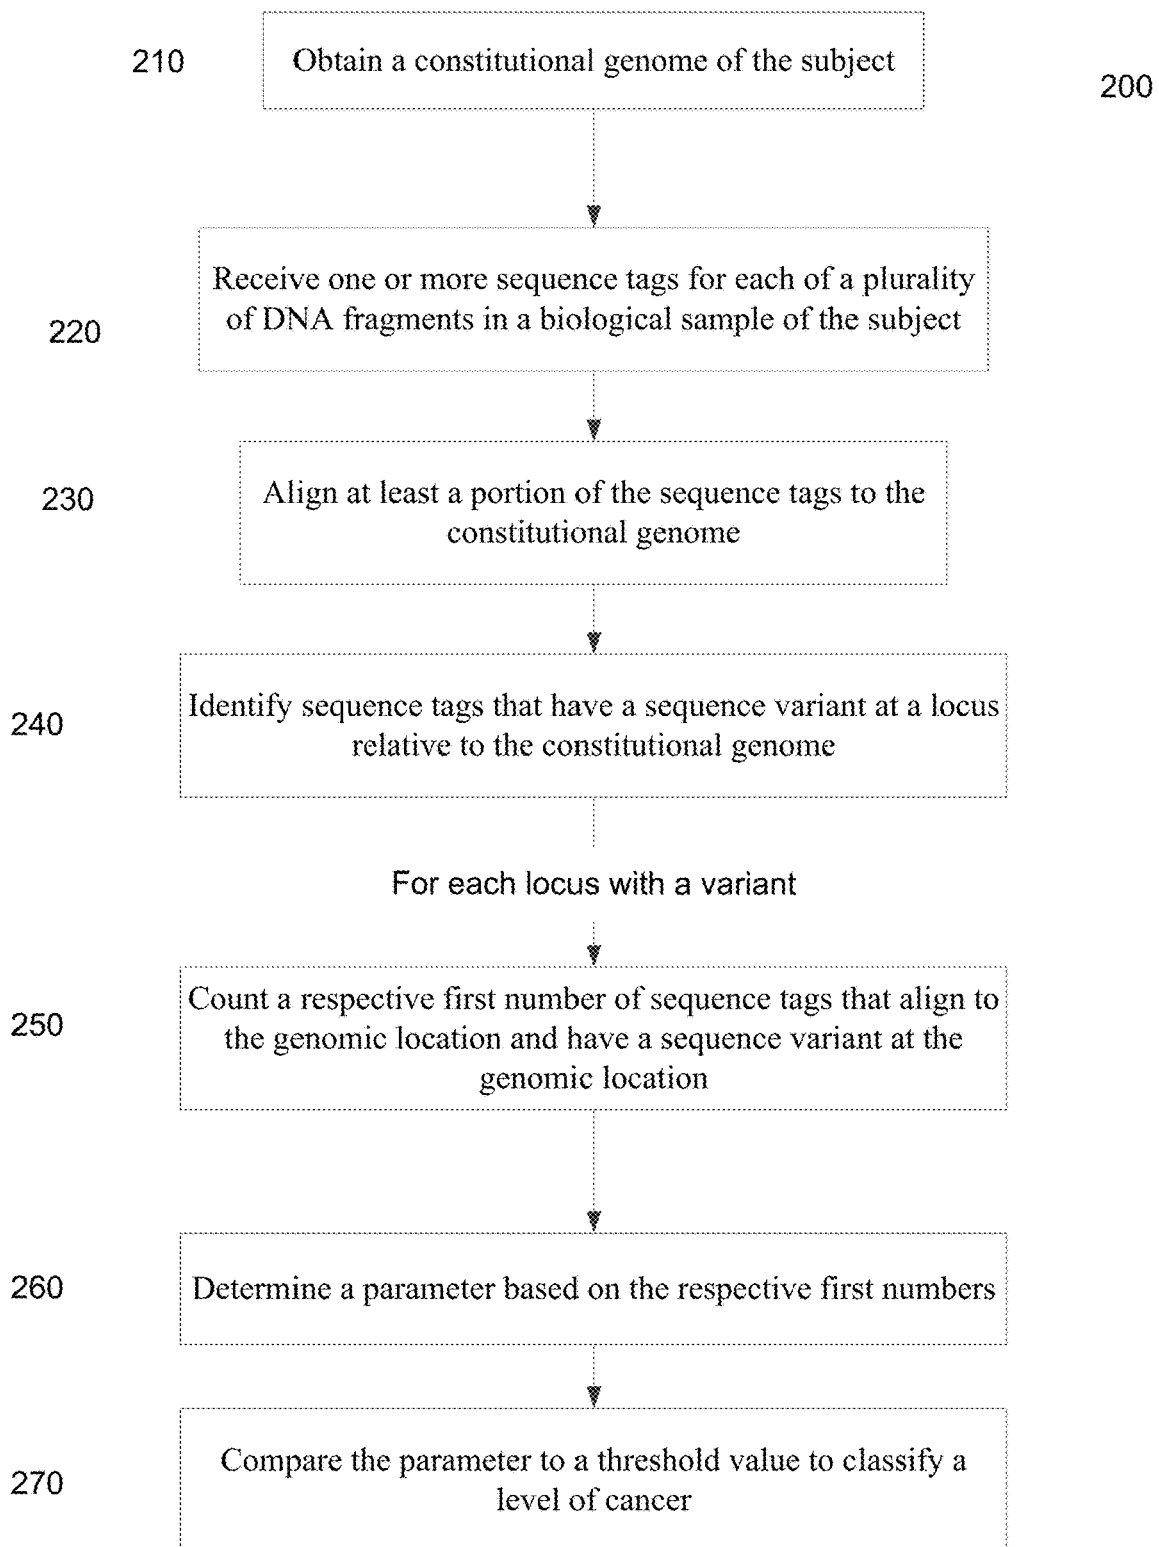 210
Obtain a constitutional genome of the subject
200
Receive one or more sequence tags for each of a plurality
of DNA fragments in a biological sample of the subject
220
Align at least a portion of the sequence tags to the
constitutional genome
230
Identify sequence tags that have a sequence variant at a locus
relative to the constitutional genome
240
For each locus with a variant
Count a respective first number of sequence tags that align to
the genomic location and have a sequence variant at the
genomic location
250
260
Determine a parameter based on the respective first numbers
Compare the parameter to a threshold value to classify a
level of cancer
270